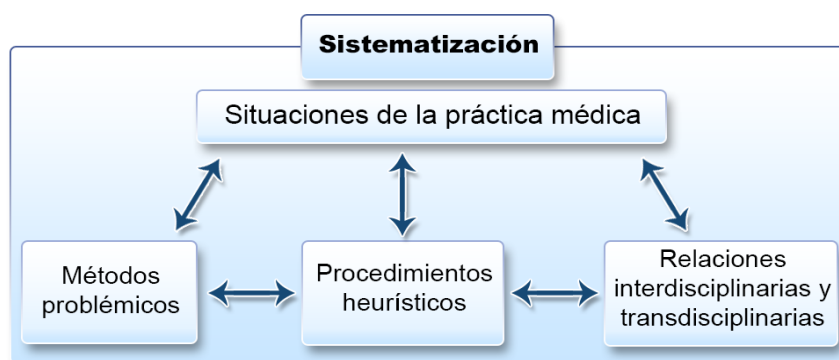 Sistematización
Situaciones de la práctica médica
Métodos
problémicos
Procedimientos
heurísticos
Relaciones
interdisciplinarias y
transdisciplinarias